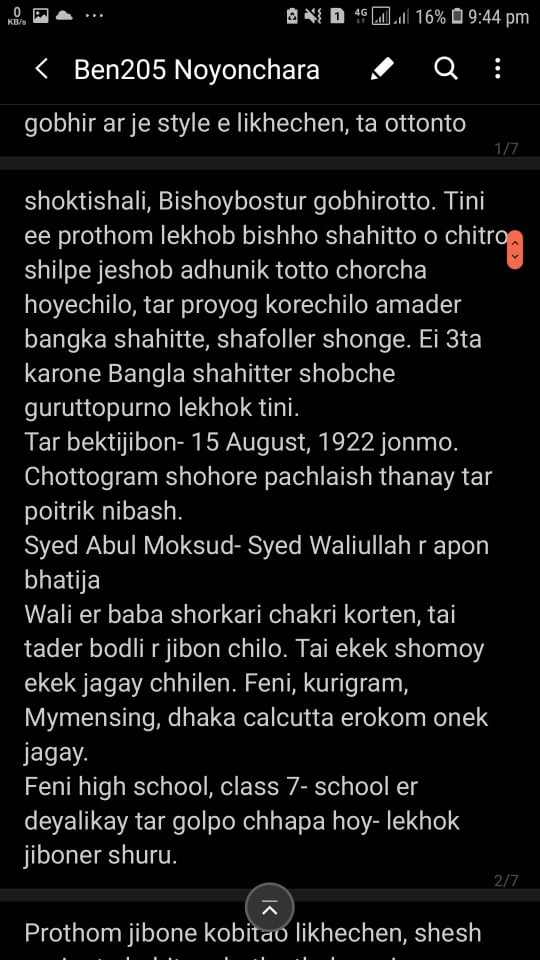 0
KB/s
1
4G
16%
9:44 pm
Ben205 Noyonchara
gobhir ar je style e likhechen, ta ottonto
1/7
shoktishali, Bishoybostur gobhirotto. Tini
ee prothom lekhob bishho shahitto o chitro
shilpe jeshob adhunik totto chorcha
hoyechilo, tar proyog korechilo amader
bangka shahitte, shafoller shonge. Ei 3ta
karone Bangla shahitter shobche
guruttopurno lekhok tini.
Tar bektijibon- 15 August, 1922 jonmo.
Chottogram shohore pachlaish thanay tar
poitrik nibash.
Syed Abul Moksud- Syed Waliullah r apon
bhatija
Wali er baba shorkari chakri korten, tai
tader bodli r jibon chilo. Tai ekek shomoy
ekek jagay chhilen. Feni, kurigram,
Mymensing, dhaka calcutta erokom onek
jagay.
Feni high school, class 7- school er
deyalikay tar golpo chhapa hoy- lekhok
jiboner shuru.
2/7
Prothom jibone kobitao likhechen, shesh